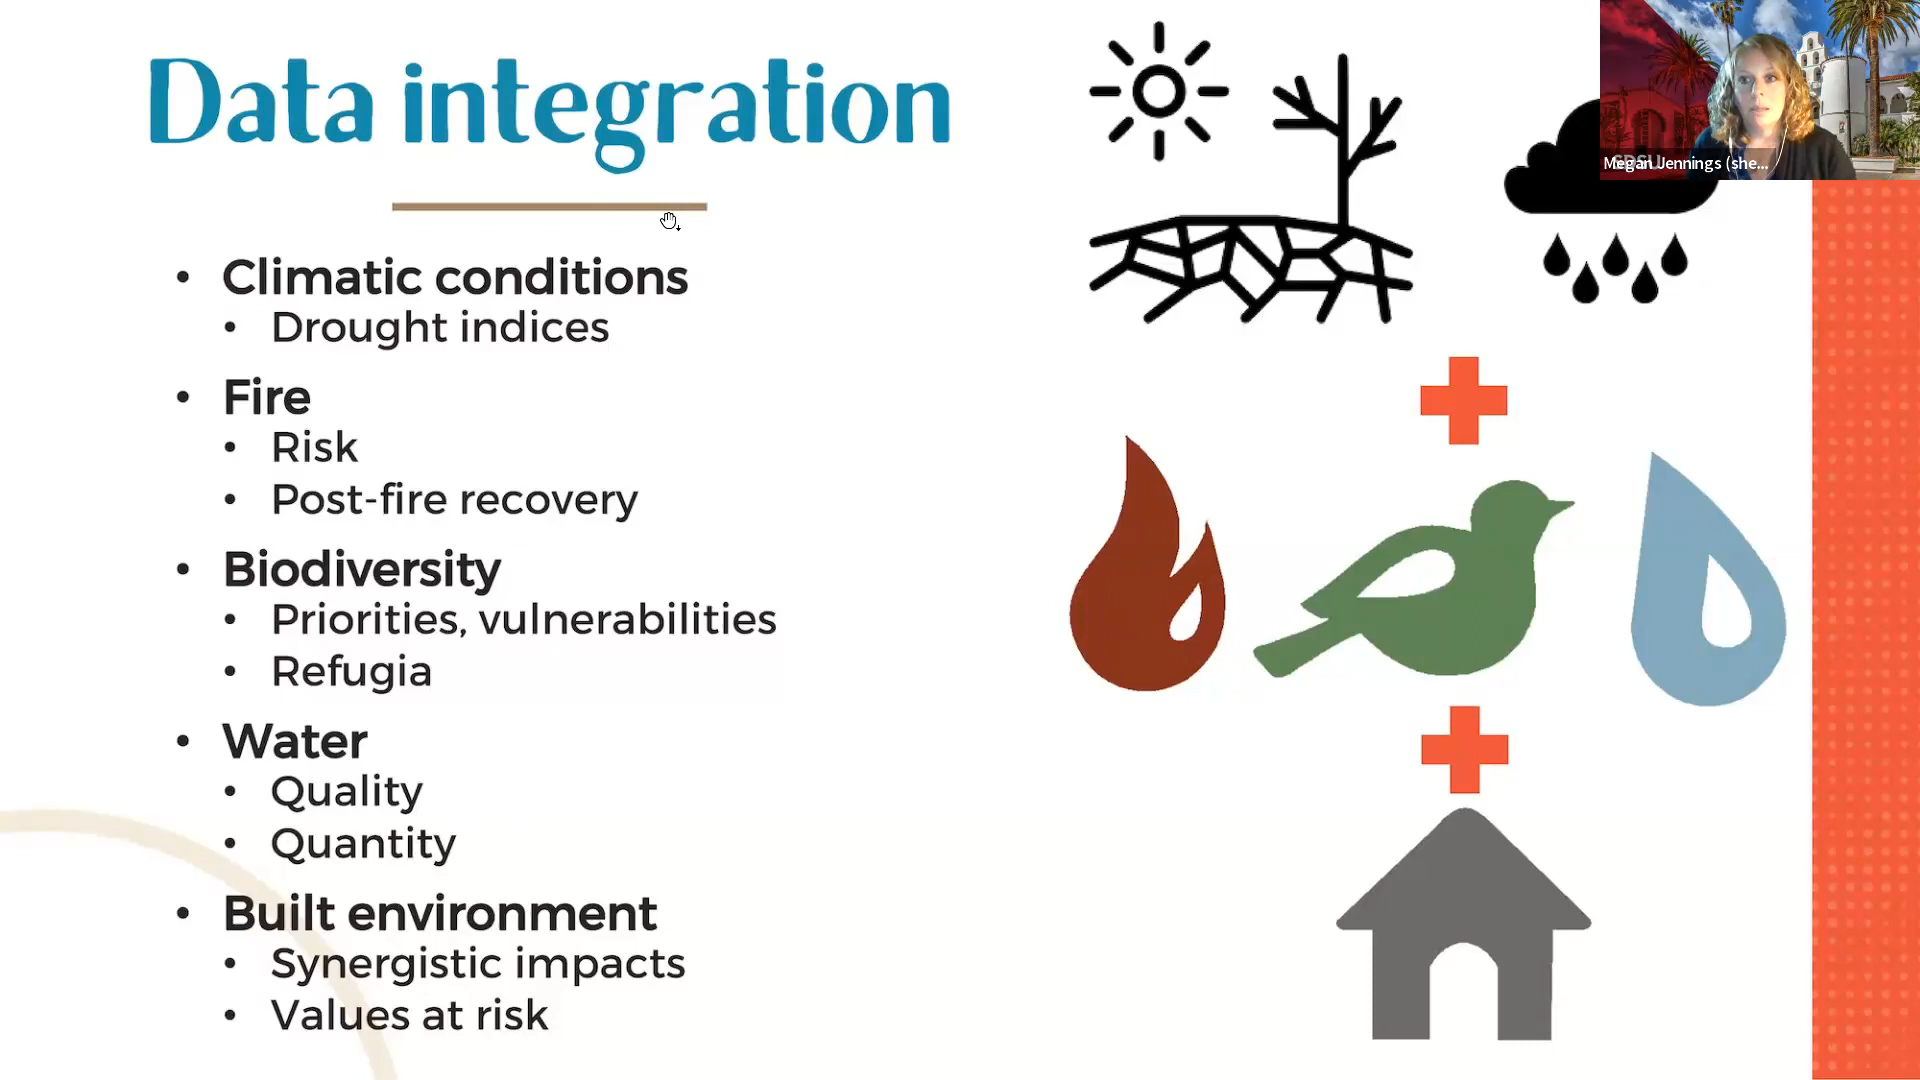 Data integration
Megan Jennings (she...
SDSU
• Climatic conditions
• Drought indices
• Fire
• Risk
• Post-fire recovery
• Biodiversity
• Priorities, vulnerabilities
• Refugia
• Water
• Quality
• Quantity
• Built environment
• Synergistic impacts
• Values at risk